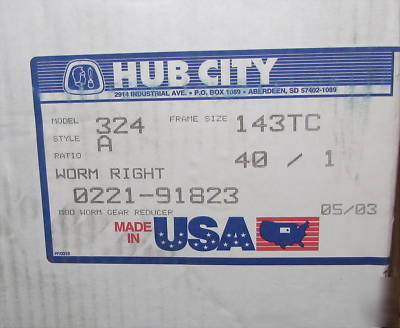 HUB CITY
2914 INDUSTRIAL AVE. • P.O. BOX 1089 • ABERDEEN, SD 57402-1089
MODEL 324 FRAME SIZE 143TC
STYLE A
RATIO 40 / 1
WORM RIGHT
0221-91823
MOD WORM GEAR REDUCER 05/03
MADE IN USA